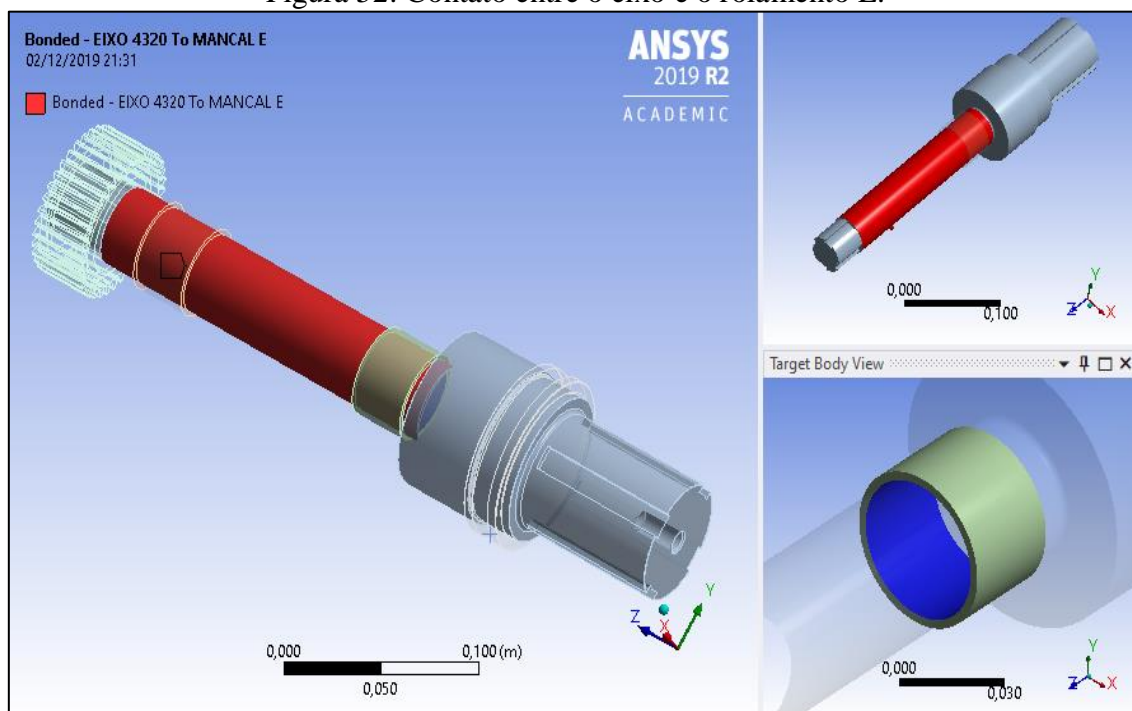 Figura 32: Contato entre o eixo e o rolamento E.
Bonded - EIXO 4320 To MANCAL E
02/12/2019 21:31
Bonded - EIXO 4320 To MANCAL E
ANSYS
2019 R2
ACADEMIC
0,000
0,100 (m)
0,050
Z
X
Y
0,000
0,100
Y
Z
X
Target Body View
0,000
0,030
Y
Z
X